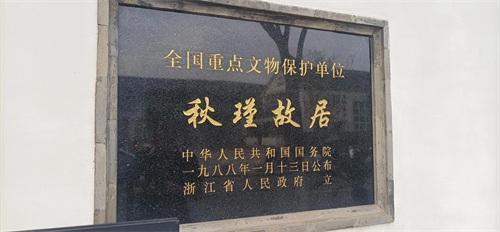 全国重点文物保护单位
秋瑾故居
中华人民共和国国务院
一九八八年一月十三日公布
浙江省人民政府 立